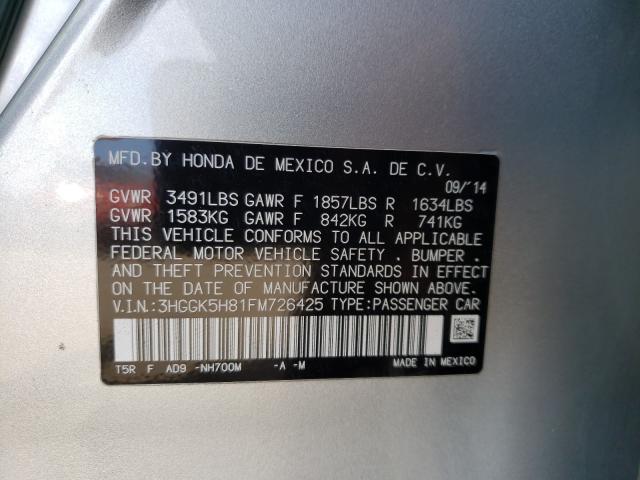 MFD.BY HONDA DE MEXICO S.A. DE C.V.
09/'14
GVWR 3491LBS GAWR F 1857LBS R 1634LBS
GVWR 1583KG GAWR F 842KG R 741KG
THIS VEHICLE CONFORMS TO ALL APPLICABLE
FEDERAL MOTOR VEHICLE SAFETY . BUMPER .
AND THEFT PREVENTION STANDARDS IN EFFECT
ON THE DATE OF MANUFACTURE SHOWN ABOVE.
V.I.N.:3HGGK5H81FM726425 TYPE:PASSENGER CAR
T5R F AD9 -NH700M -A -M
MADE IN MEXICO